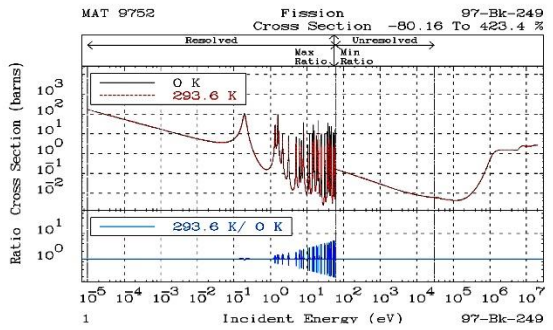 MAT 9752 Fission 97-Bk-249
Cross Section -80.16 To 423.4 %
Resolved Unresolved
Max Ratio Min Ratio
Cross Section (barns)
10³
10²
10¹
10⁰
10⁻¹
10⁻²
0 K
293.6 K
Ratio
10¹
10⁰
293.6 K/ 0 K
10⁻⁵ 10⁻⁴ 10⁻³ 10⁻² 10⁻¹ 10⁰ 10¹ 10² 10³ 10⁴ 10⁵ 10⁶ 10⁷
1 Incident Energy (eV) 97-Bk-249